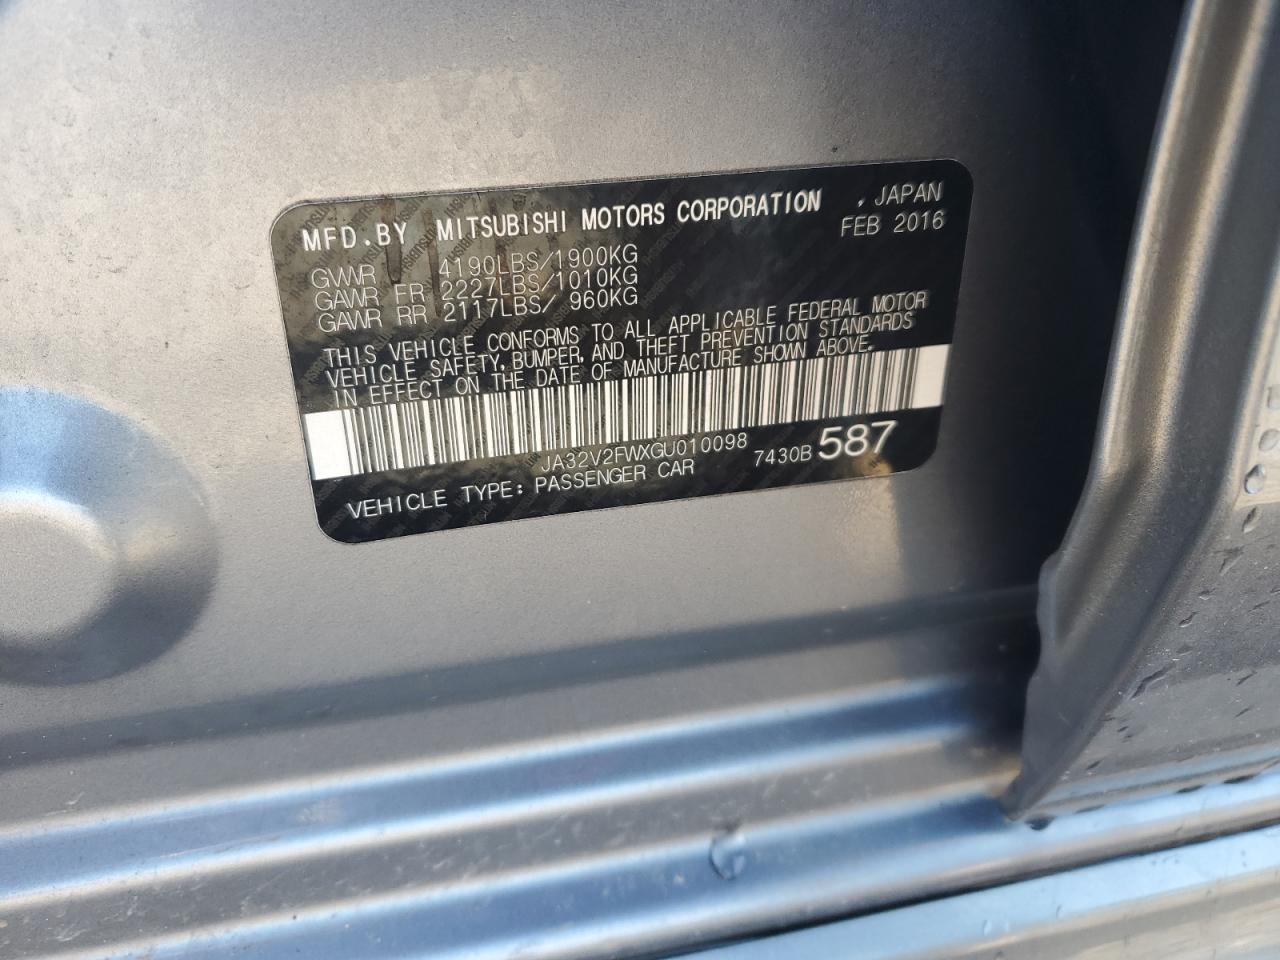 MFD.BY MITSUBISHI MOTORS CORPORATION , JAPAN
FEB 2016
GVWR 4190LBS/1900KG
GAWR FR 2227LBS/1010KG
GAWR RR 2117LBS/ 960KG
THIS VEHICLE CONFORMS TO ALL APPLICABLE FEDERAL MOTOR
VEHICLE SAFETY, BUMPER, AND THEFT PREVENTION STANDARDS
IN EFFECT ON THE DATE OF MANUFACTURE SHOWN ABOVE.
JA32V2FWXGU010098 7430B 587
VEHICLE TYPE: PASSENGER CAR